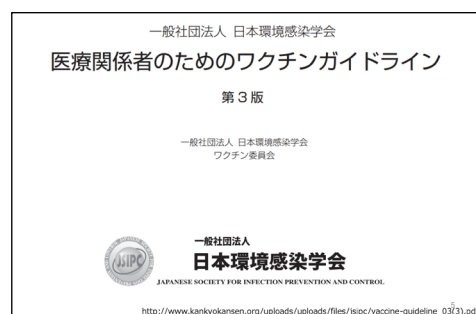 一般社団法人 日本環境感染学会
医療関係者のためのワクチンガイドライン
第3版
一般社団法人 日本環境感染学会
ワクチン委員会
JSIPC
一般社団法人
日本環境感染学会
JAPANESE SOCIETY FOR INFECTION PREVENTION AND CONTROL
5
http://www.kankyokansen.org/uploads/uploads/files/jsipc/vaccine-guideline_03(3).pd